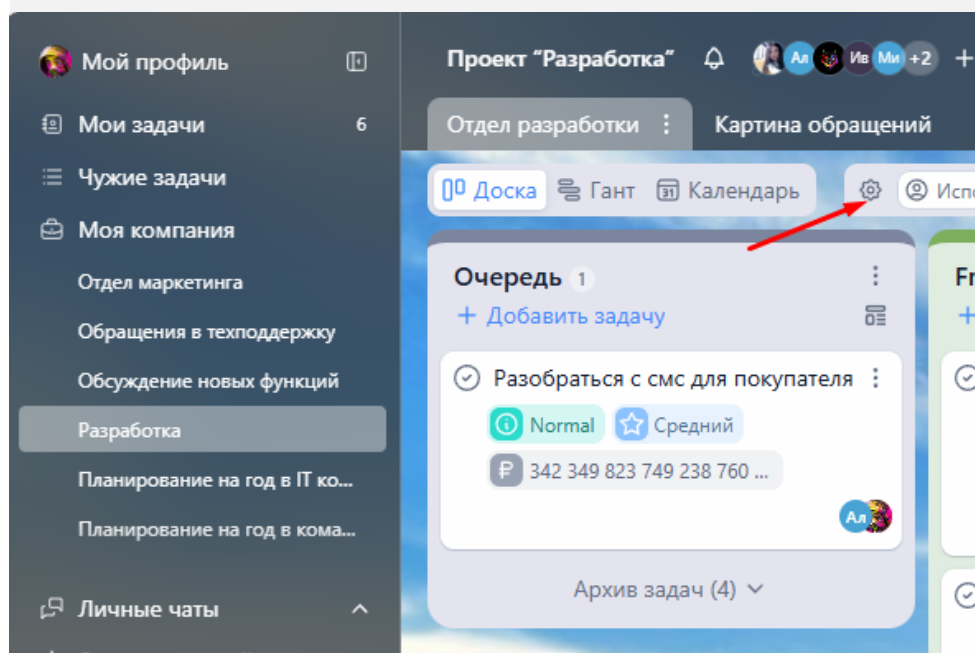 Мой профиль
Мои задачи 6
Чужие задачи
Моя компания
Отдел маркетинга
Обращения в техподдержку
Обсуждение новых функций
Разработка
Планирование на год в IT ко...
Планирование на год в кома...
Личные чаты
Проект “Разработка”
Ал Ив Ми +2 +
Отдел разработки
Картина обращений
Доска Гант 31 Календарь Испо
Очередь 1
+ Добавить задачу
Разобраться с смс для покупателя
Normal Средний
₽ 342 349 823 749 238 760 ...
Ал
Архив задач (4)
Fr
+